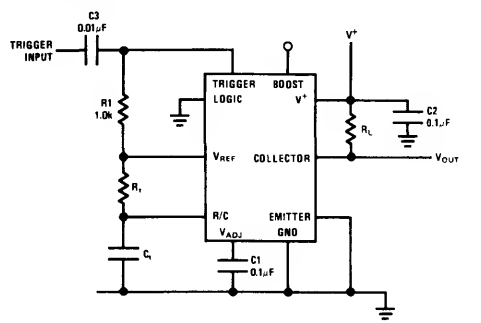 C3
0.01μF
TRIGGER
INPUT
V+
TRIGGER
BOOST
LOGIC
V+
C2
0.1μF
R1
1.0k
RL
VREF
COLLECTOR
VOUT
Rt
R/C
EMITTER
VADJ
GND
Ct
C1
0.1μF